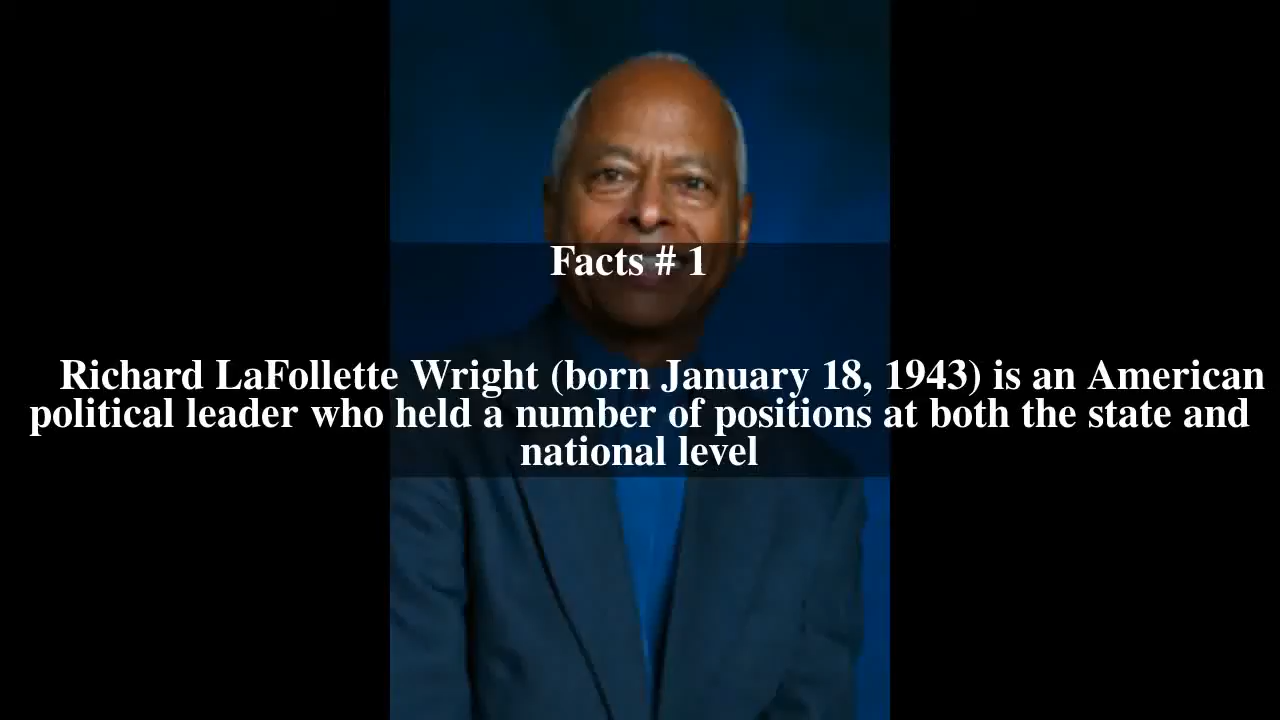 Facts # 1
Richard LaFollette Wright (born January 18, 1943) is an American
political leader who held a number of positions at both the state and
national level